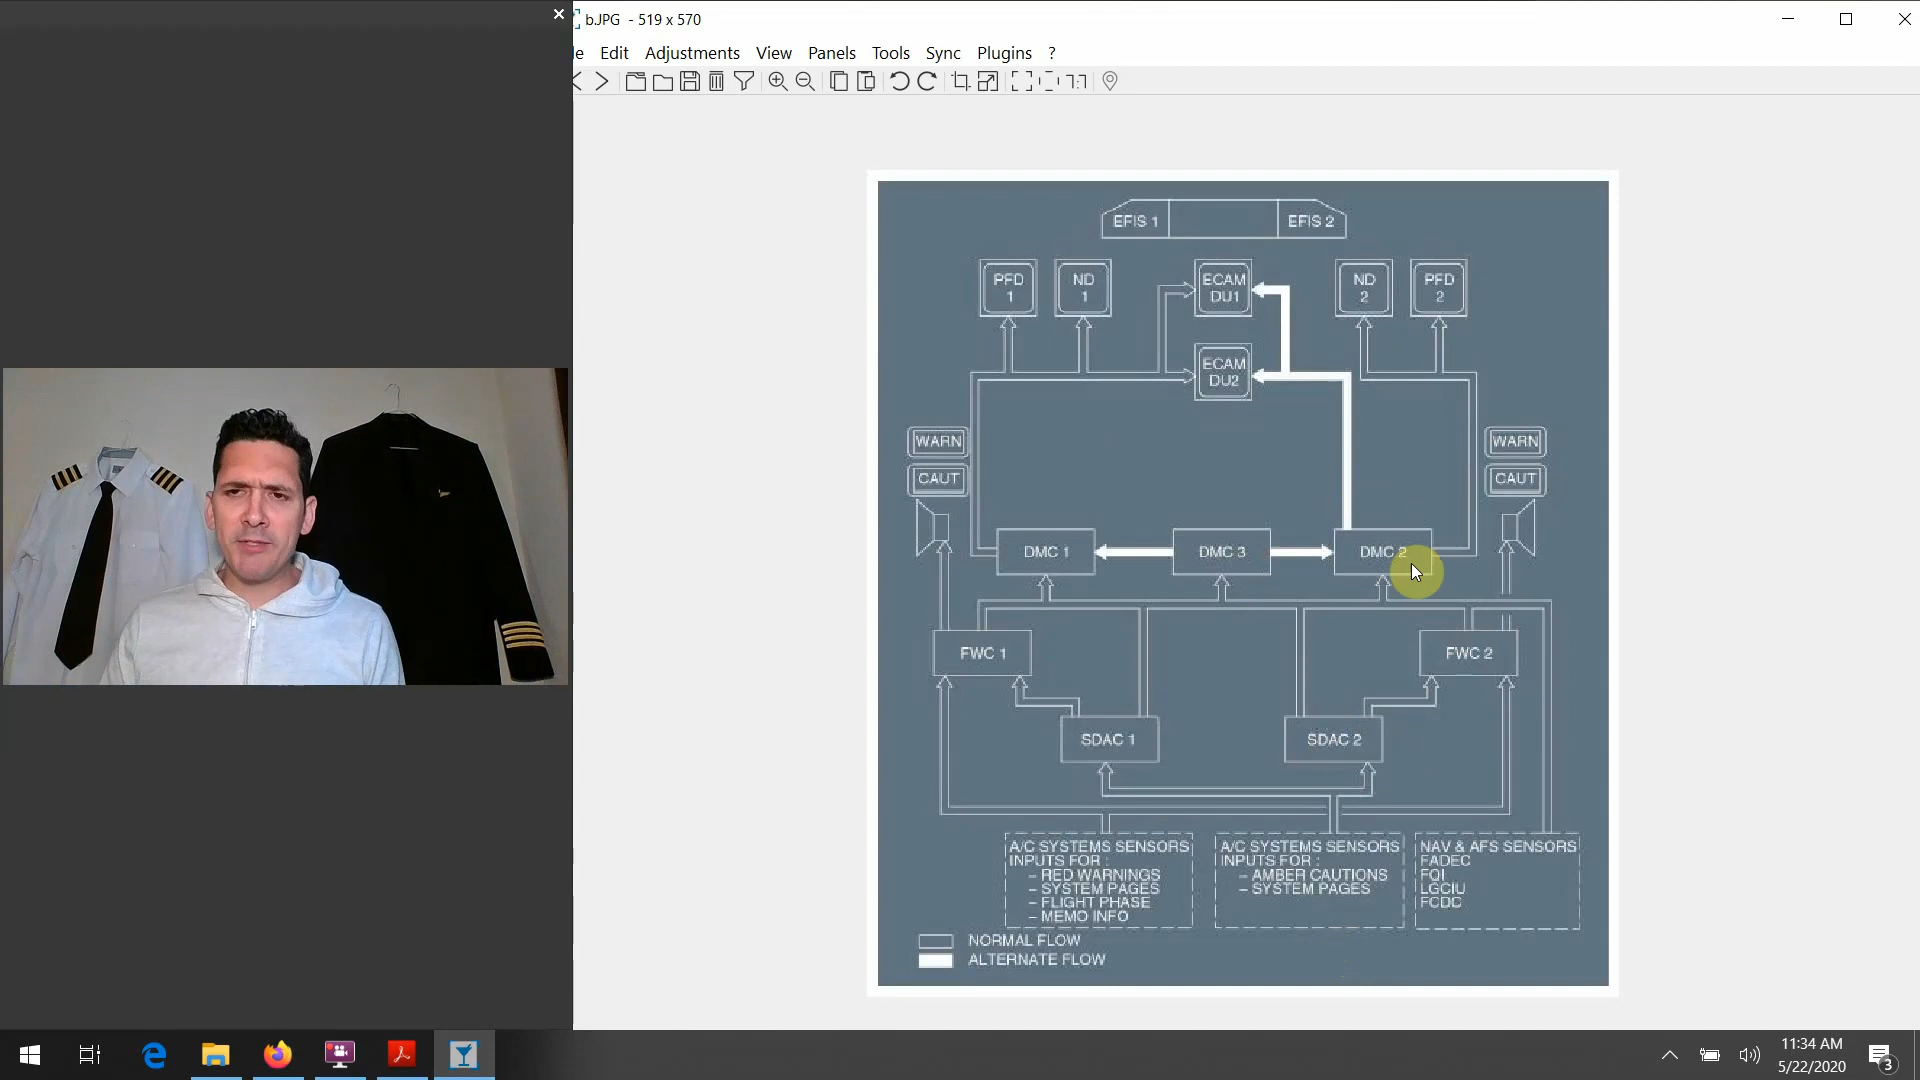 b.JPG - 519 x 570
le Edit Adjustments View Panels Tools Sync Plugins ?
EFIS 1
EFIS 2
PFD
1
ND
1
ECAM
DU1
ND
2
PFD
2
ECAM
DU2
WARN
WARN
CAUT
CAUT
DMC 1
DMC 3
DMC 2
FWC 1
FWC 2
SDAC 1
SDAC 2
A/C SYSTEMS SENSORS
INPUTS FOR :
- RED WARNINGS
- SYSTEM PAGES
- FLIGHT PHASE
- MEMO INFO
A/C SYSTEMS SENSORS
INPUTS FOR :
- AMBER CAUTIONS
- SYSTEM PAGES
NAV & AFS SENSORS
FADEC
FQI
LGCIU
FCDC
NORMAL FLOW
ALTERNATE FLOW
11:34 AM
5/22/2020
3